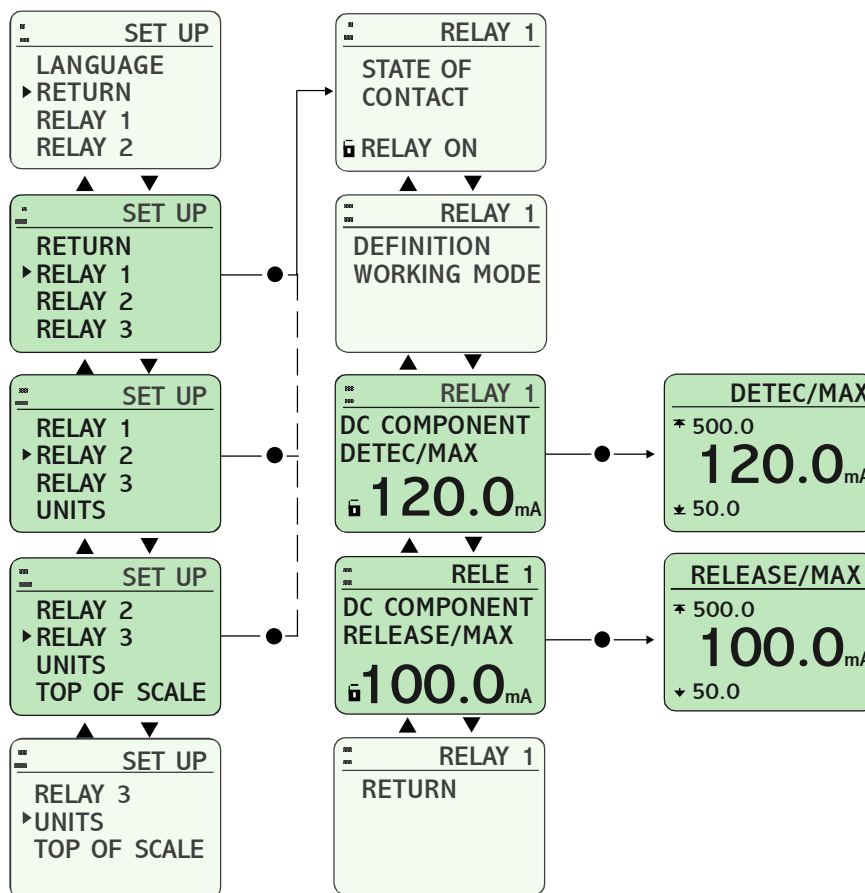 SET UP
LANGUAGE
RETURN
RELAY 1
RELAY 2
SET UP
RETURN
RELAY 1
RELAY 2
RELAY 3
SET UP
RELAY 1
RELAY 2
RELAY 3
UNITS
SET UP
RELAY 2
RELAY 3
UNITS
TOP OF SCALE
SET UP
RELAY 3
UNITS
TOP OF SCALE
RELAY 1
STATE OF
CONTACT
RELAY ON
RELAY 1
DEFINITION
WORKING MODE
RELAY 1
DC COMPONENT
DETEC/MAX
120.0mA
RELE 1
DC COMPONENT
RELEASE/MAX
100.0mA
RELAY 1
RETURN
DETEC/MAX
500.0
120.0mA
50.0
RELEASE/MAX
500.0
100.0mA
50.0